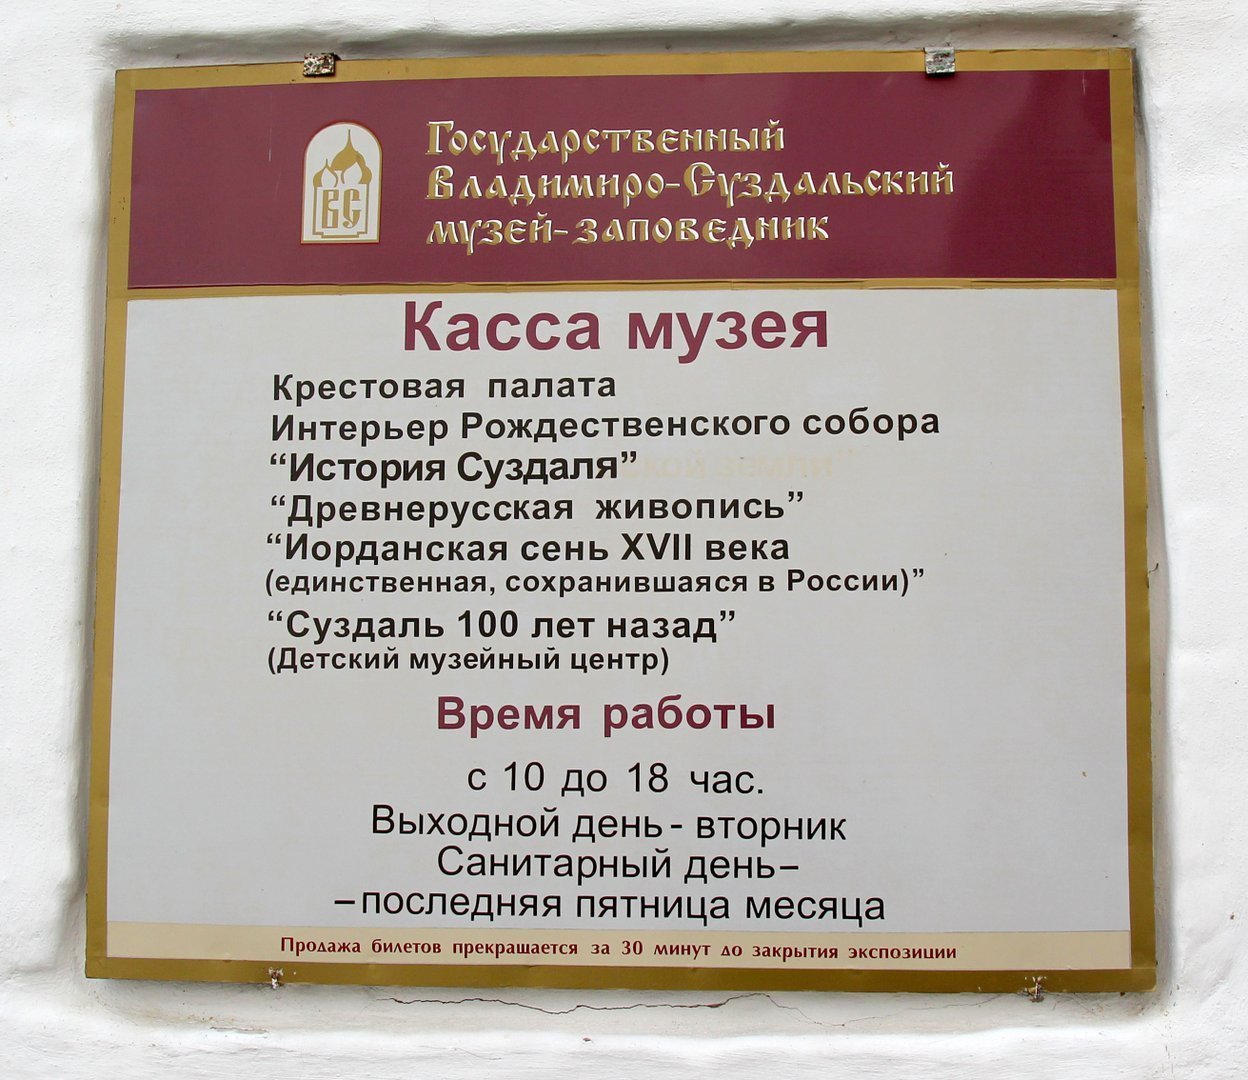 Государственный
Владимиро-Суздальский
музей-заповедник
ВС
Касса музея
Крестовая палата
Интерьер Рождественского собора
“История Суздаля”
“Древнерусская живопись”
“Иорданская сень XVII века
(единственная, сохранившаяся в России)”
“Суздаль 100 лет назад”
(Детский музейный центр)
Время работы
с 10 до 18 час.
Выходной день - вторник
Санитарный день–
–последняя пятница месяца
Продажа билетов прекращается за 30 минут до закрытия экспозиции